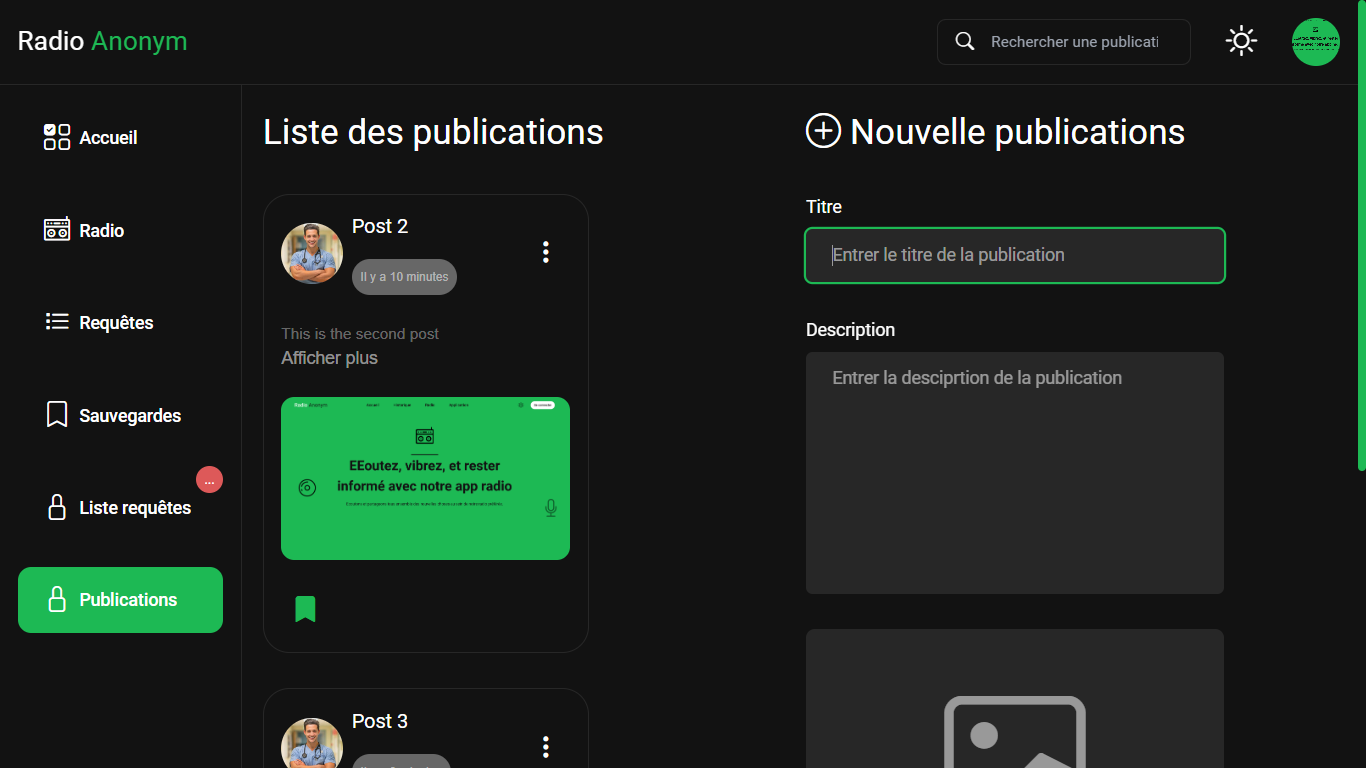 Radio Anonym
Rechercher une publicati
Accueil
Radio
Requêtes
Sauvegardes
...
Liste requêtes
Publications
Liste des publications
Post 2
Il y a 10 minutes
This is the second post
Afficher plus
Radio Anonym
EEoutez, vibrez, et rester
informé avec notre app radio
Post 3
Nouvelle publications
Titre
Entrer le titre de la publication
Description
Entrer la desciprtion de la publication